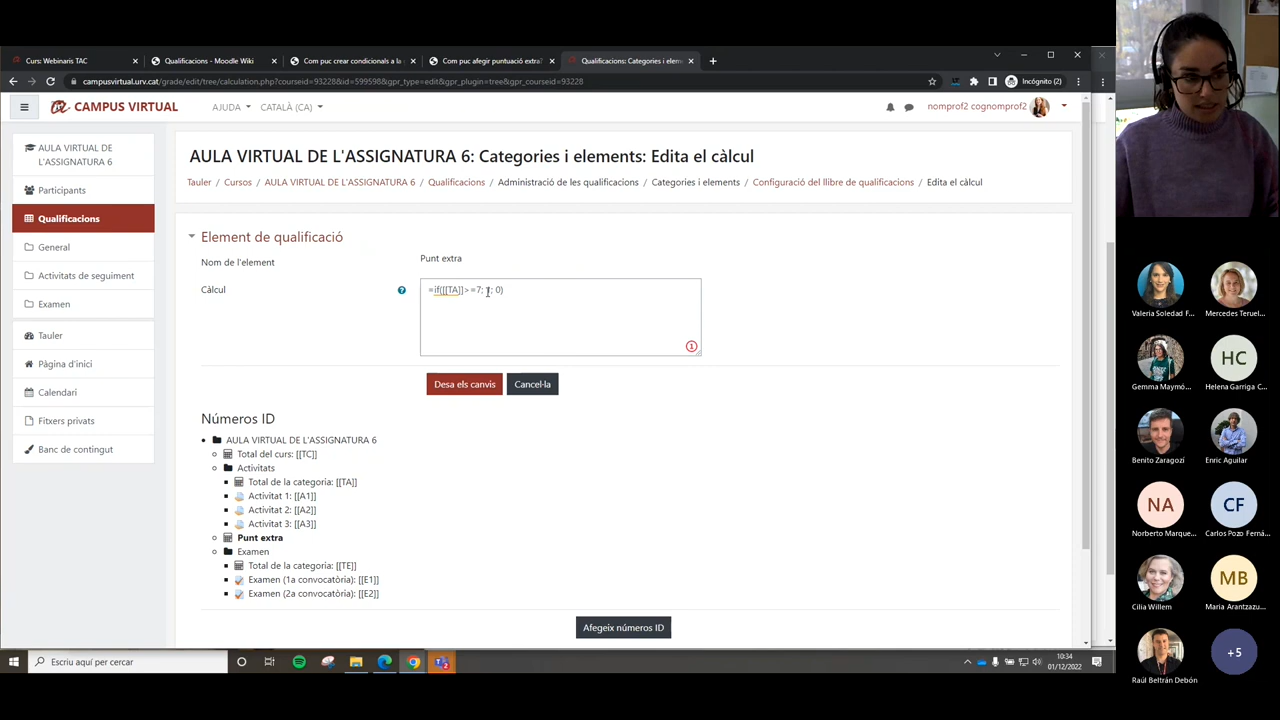 Curs: Webinaris TAC
Qualificacions - Moodle Wiki
Com puc crear condicionals a la
Com puc afegir puntuació extra?
Qualificacions: Categories i elem
campusvirtual.urv.cat/grade/edit/tree/calculation.php?courseid=93228&id=599598&gpr_type=edit&gpr_plugin=tree&gpr_courseid=93228
Incógnito (2)
CAMPUS VIRTUAL
AJUDA
CATALÀ (CA)
nomprof2 cognomprof2
AULA VIRTUAL DE L'ASSIGNATURA 6
Participants
Qualificacions
General
Activitats de seguiment
Examen
Tauler
Pàgina d'inici
Calendari
Fitxers privats
Banc de contingut
AULA VIRTUAL DE L'ASSIGNATURA 6: Categories i elements: Edita el càlcul
Tauler / Cursos / AULA VIRTUAL DE L'ASSIGNATURA 6 / Qualificacions / Administració de les qualificacions / Categories i elements / Configuració del llibre de qualificacions / Edita el càlcul
Element de qualificació
Nom de l'element
Punt extra
Càlcul
=if([[TA]]>=7; 1; 0)
1
Desa els canvis
Cancel·la
Números ID
AULA VIRTUAL DE L'ASSIGNATURA 6
Total del curs: [[TC]]
Activitats
Total de la categoria: [[TA]]
Activitat 1: [[A1]]
Activitat 2: [[A2]]
Activitat 3: [[A3]]
Punt extra
Examen
Total de la categoria: [[TE]]
Examen (1a convocatòria): [[E1]]
Examen (2a convocatòria): [[E2]]
Afegeix números ID
Escriu aquí per cercar
10:34
01/12/2022
Valeria Soledad F...
Mercedes Teruel...
Gemma Maymó...
HC
Helena Garriga C...
Benito Zaragozí
Enric Aguilar
NA
Norberto Marque...
CF
Carlos Pozo Ferná...
Cilia Willem
MB
Maria Arantzazu...
Raúl Beltrán Debón
+5